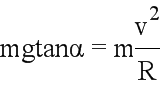 mgtanα = m v²/R